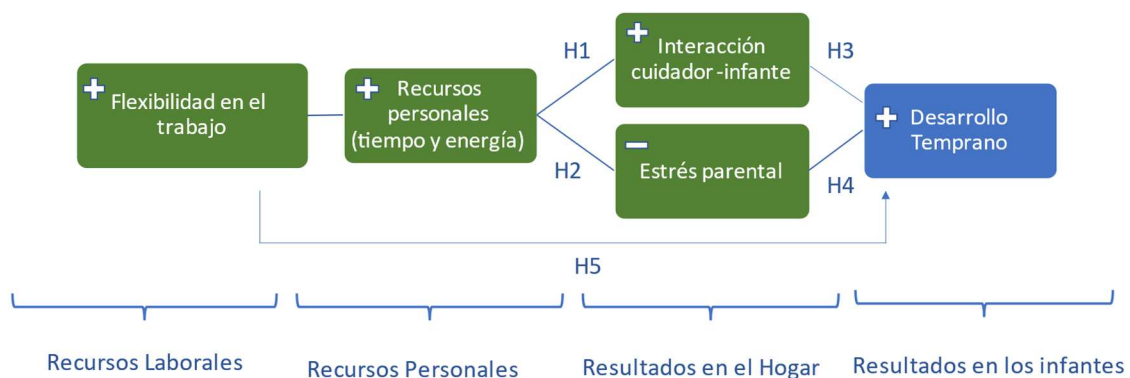 Flexibilidad en el
trabajo
Recursos
personales
(tiempo y energía)
H1
H2
Interacción
cuidador -infante
Estrés parental
H3
H4
Desarrollo
Temprano
H5
Recursos Laborales
Recursos Personales
Resultados en el Hogar
Resultados en los infantes